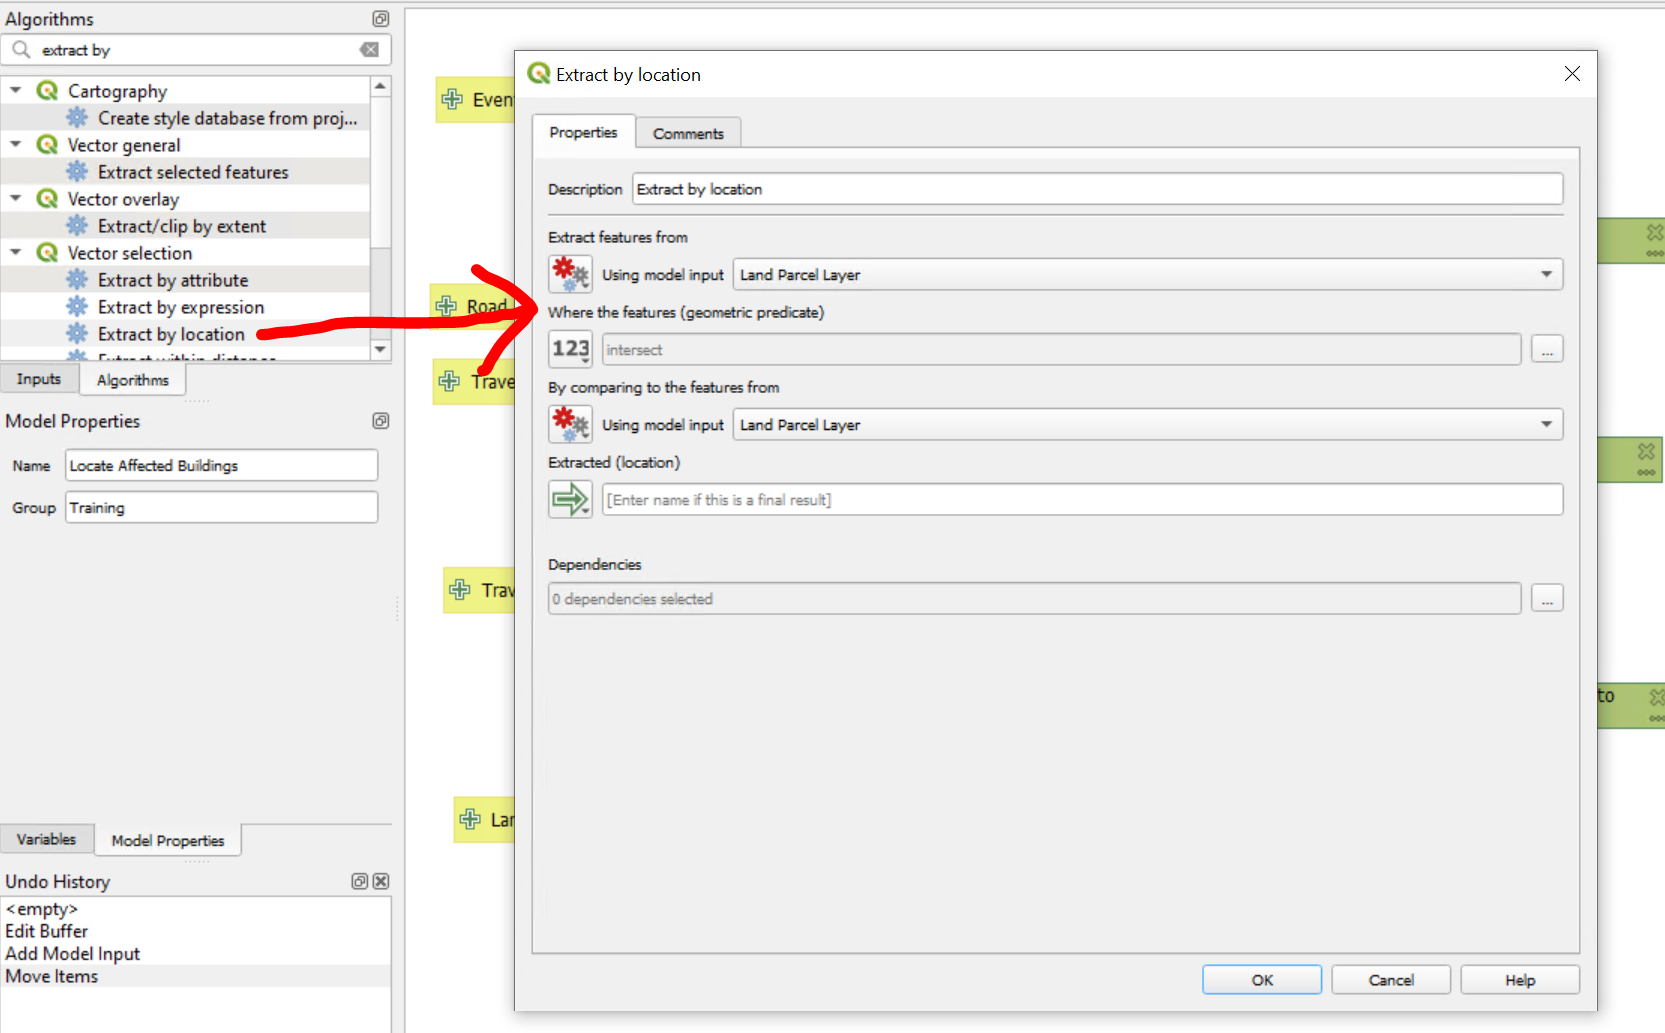 Algorithms
extract by
Cartography
Create style database from proj...
Vector general
Extract selected features
Vector overlay
Extract/clip by extent
Vector selection
Extract by attribute
Extract by expression
Extract by location
Extract within distance
Inputs
Algorithms
Model Properties
Name
Locate Affected Buildings
Group
Training
Variables
Model Properties
Undo History
<empty>
Edit Buffer
Add Model Input
Move Items
Even
Road
Trave
Trav
Lan
Extract by location
Properties
Comments
Description
Extract by location
Extract features from
Using model input
Land Parcel Layer
Where the features (geometric predicate)
123
intersect
...
By comparing to the features from
Using model input
Land Parcel Layer
Extracted (location)
[Enter name if this is a final result]
Dependencies
0 dependencies selected
...
OK
Cancel
Help
to